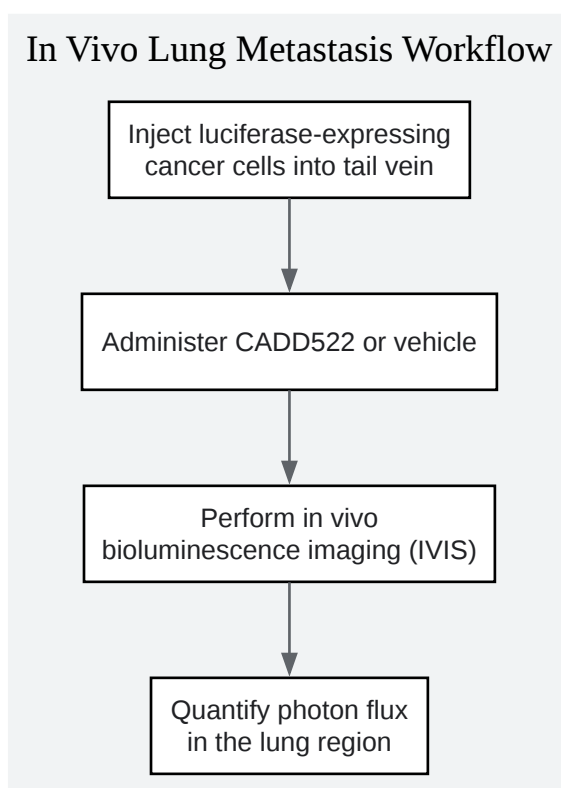 In Vivo Lung Metastasis Workflow
Inject luciferase-expressing
cancer cells into tail vein
Administer CADD522 or vehicle
Perform in vivo
bioluminescence imaging (IVIS)
Quantify photon flux
in the lung region